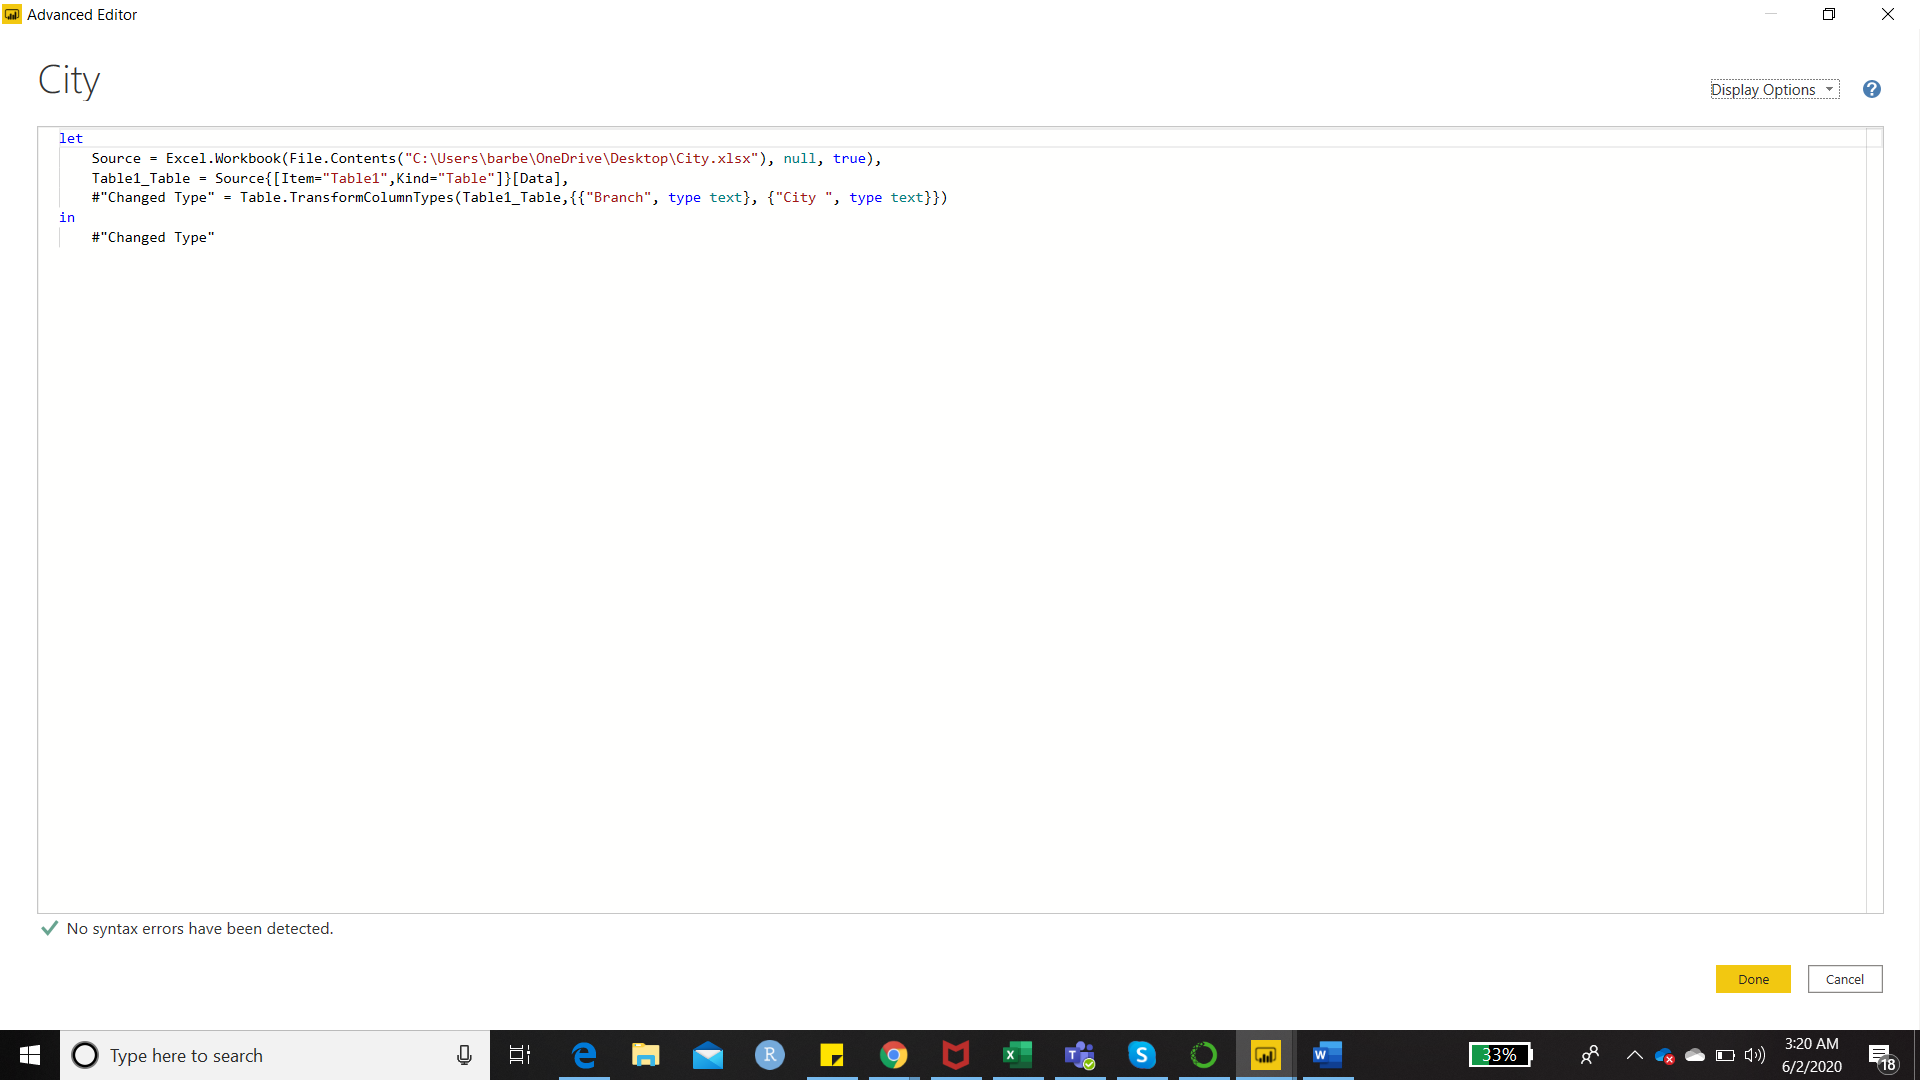 Advanced Editor
City
Display Options
?
let
Source = Excel.Workbook(File.Contents("C:\Users\barbe\OneDrive\Desktop\City.xlsx"), null, true),
Table1_Table = Source{[Item="Table1",Kind="Table"]}[Data],
#"Changed Type" = Table.TransformColumnTypes(Table1_Table,{{"Branch", type text}, {"City ", type text}})
in
#"Changed Type"
No syntax errors have been detected.
Done
Cancel
Type here to search
R
X
T
S
W
33%
3:20 AM
6/2/2020
18